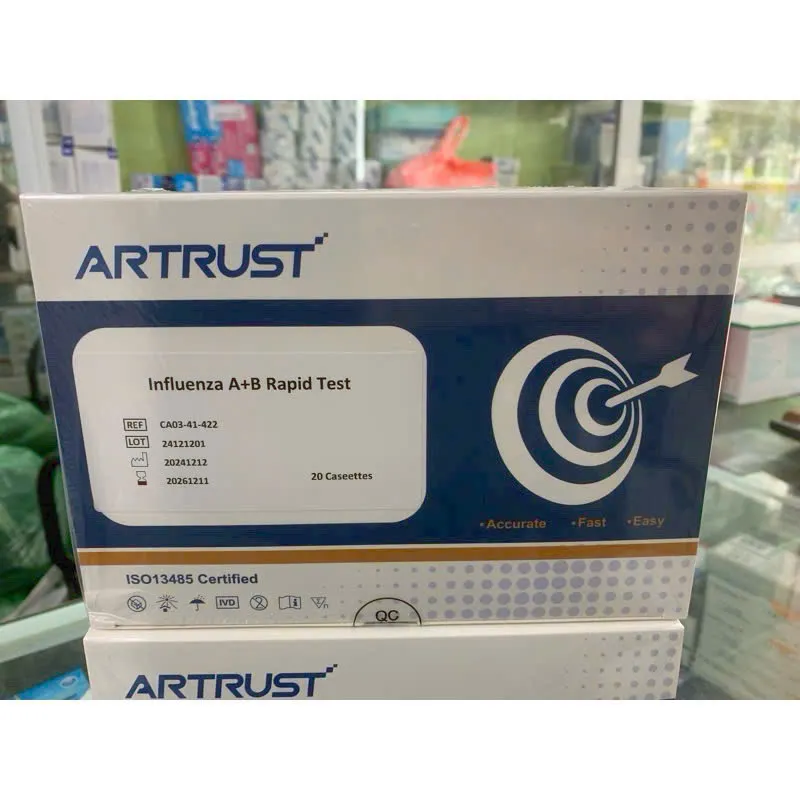 ARTRUST
Influenza A+B Rapid Test
REF CA03-41-422
LOT 24121201
20241212
20261211
20 Caseettes
•Accurate •Fast •Easy
ISO13485 Certified
IVD
QC
ARTRUST